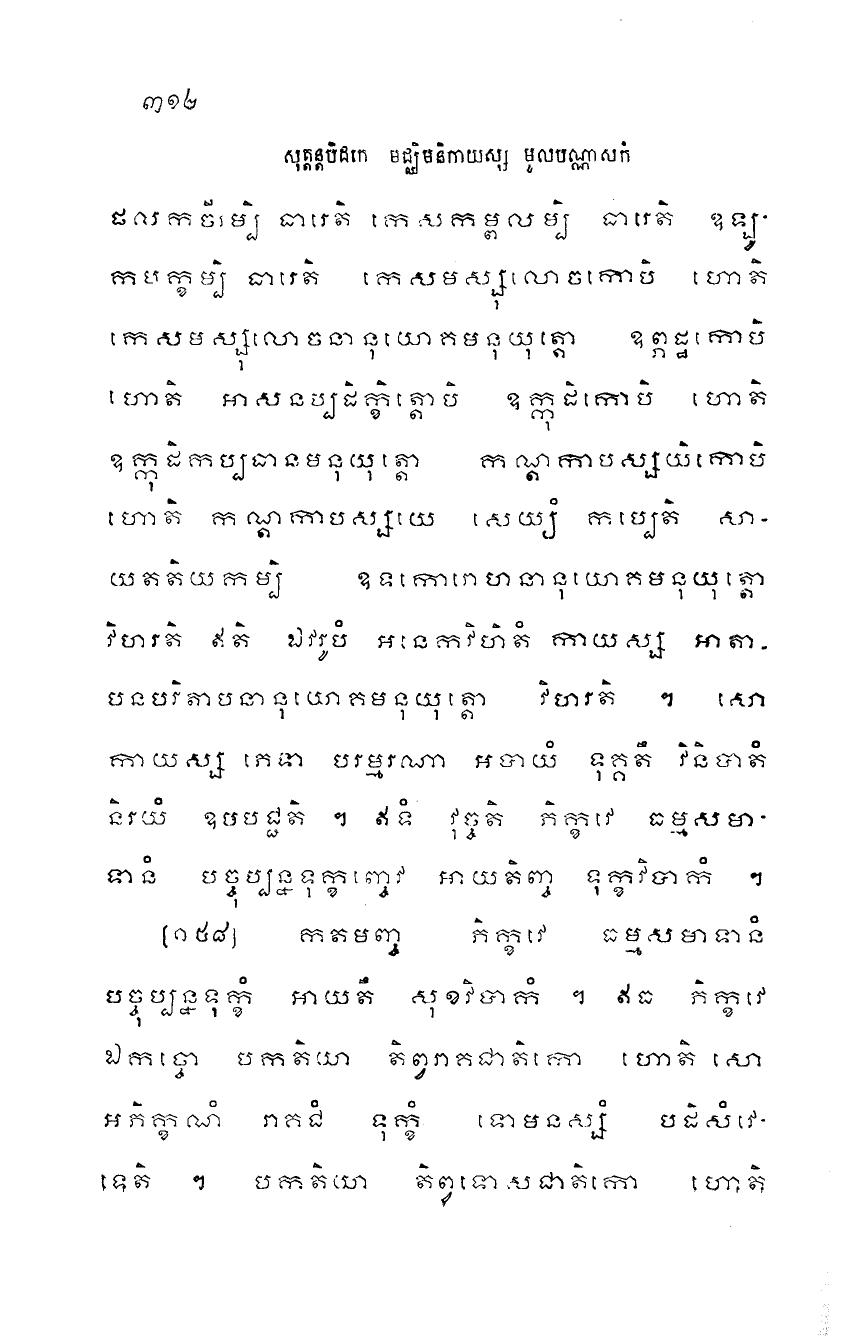 ៣១២
សុត្តន្តបិដកេ មជ្ឈិមនិកាយស្ស មូលបណ្ណាសកំ
ផលកចីរម្បិ ធារេតិ កេសកម្ពលម្បិ ធារេតិ ឧឡូ-
កបក្ខម្បិ ធារេតិ កេសមស្សុលោចកោបិ ហោតិ
កេសមស្សុលោចនានុយោគមនុយុត្តោ ឧព្ភដ្ឋកោបិ
ហោតិ អាសនប្បដិក្ខិត្តោបិ ឧក្កុដិកោបិ ហោតិ
ឧក្កុដិកប្បធានមនុយុត្តោ កណ្ដកាបស្សយិកោបិ
ហោតិ កណ្ដកាបស្សយេ សេយ្យំ កប្បេតិ សា-
យតតិយកម្បិ ឧទកោរោហនានុយោគមនុយុត្តោ
វិហរតិ ឥតិ ឯវរូបំ អនេកវិហិតំ កាយស្ស អាតា-
បនបរិតាបនានុយោគមនុយុត្តោ វិហរតិ ។ សោ
កាយស្ស ភេទា បរម្មរណា អបាយំ ទុគ្គតឹ វិនិបាតំ
និរយំ ឧបបជ្ជតិ ។ ឥទំ វុច្ចតិ ភិក្ខវេ ធម្មសមា-
ទានំ បច្ចុប្បន្នទុក្ខញ្ចេវ អាយតិញ្ច ទុក្ខវិបាកំ ។
[១៥៨] កតមញ្ច ភិក្ខវេ ធម្មសមាទានំ
បច្ចុប្បន្នទុក្ខំ អាយតឹ សុខវិបាកំ ។ ឥធ ភិក្ខវេ
ឯកច្ចោ បកតិយា តិព្វរាគជាតិកោ ហោតិ សោ
អភិក្ខណំ រាគជំ ទុក្ខំ ទោមនស្សំ បដិសំវេ-
ទេតិ ។ បកតិយា តិព្វទោសជាតិកោ ហោតិ